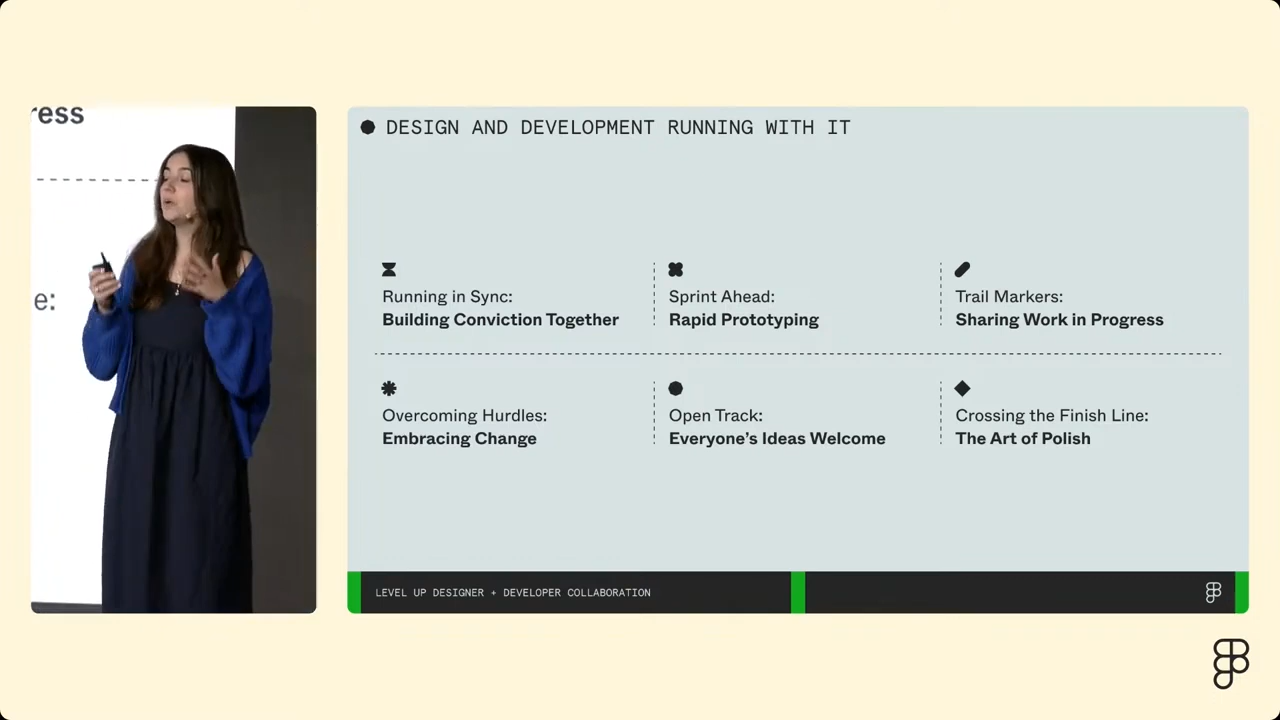 ress
e:
DESIGN AND DEVELOPMENT RUNNING WITH IT
Running in Sync:
Building Conviction Together
Sprint Ahead:
Rapid Prototyping
Trail Markers:
Sharing Work in Progress
Overcoming Hurdles:
Embracing Change
Open Track:
Everyone's Ideas Welcome
Crossing the Finish Line:
The Art of Polish
LEVEL UP DESIGNER + DEVELOPER COLLABORATION